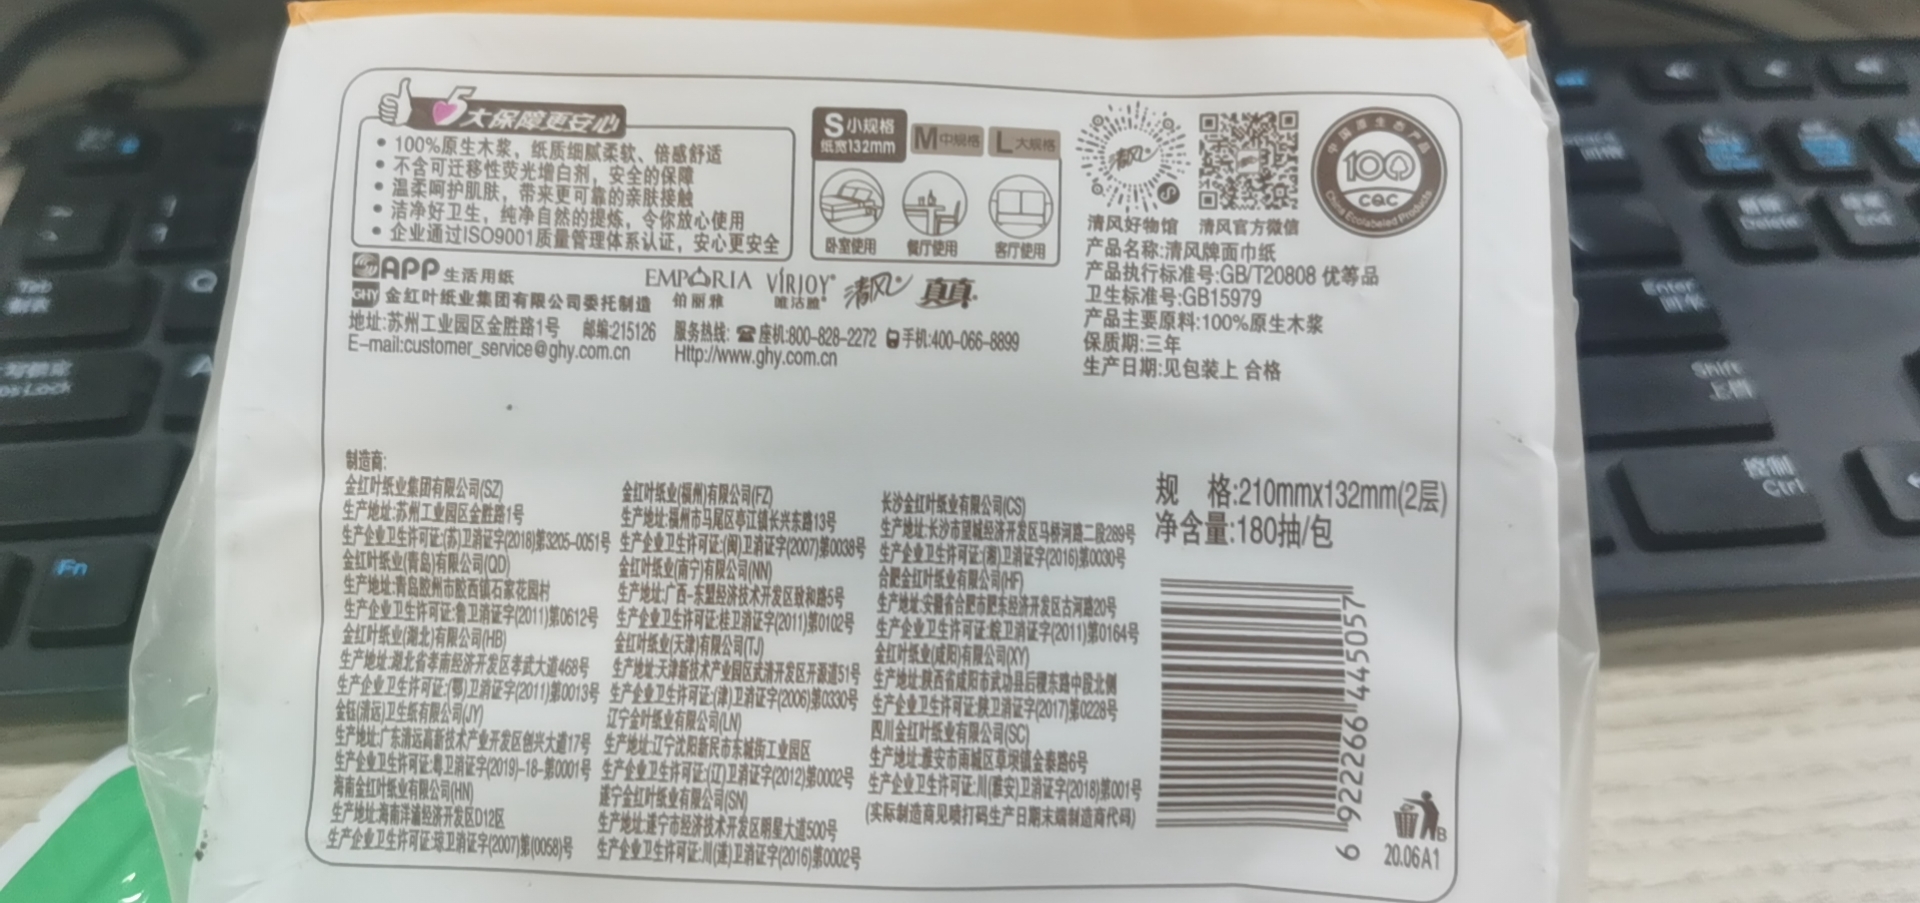 5大保障更安心
• 100%原生木浆，纸质细腻柔软、倍感舒适
• 不含可迁移性荧光增白剂，安全的保障
• 温柔呵护肌肤，带来更可靠的亲肤接触
• 洁净好卫生，纯净自然的提炼，令你放心使用
• 企业通过ISO9001质量管理体系认证，安心更安全
S小规格
纸宽132mm
M中规格
L大规格
卧室使用 餐厅使用 客厅使用
清风
清风好物馆 清风官方微信
中国原生态产品
100
CQC
China Ecolabeled Products
产品名称:清风牌面巾纸
产品执行标准号:GB/T20808 优等品
卫生标准号:GB15979
产品主要原料:100%原生木浆
保质期:三年
生产日期:见包装上 合格
APP 生活用纸
EMPORIA VIRJOY 清风 真真
铂丽雅 唯洁雅
GHY 金红叶纸业集团有限公司委托制造
地址:苏州工业园区金胜路1号 邮编:215126 服务热线: 座机:800-828-2272 手机:400-066-8899
E-mail:customer_service@ghy.com.cn Http://www.ghy.com.cn
制造商:
金红叶纸业集团有限公司(SZ)
生产地址:苏州工业园区金胜路1号
生产企业卫生许可证:(苏)卫消证字(2018)第3205-0051号
金红叶纸业(青岛)有限公司(QD)
生产地址:青岛胶州市胶西镇石家花园村
生产企业卫生许可证:鲁卫消证字(2011)第0612号
金红叶纸业(湖北)有限公司(HB)
生产地址:湖北省孝南经济开发区孝武大道468号
生产企业卫生许可证:(鄂)卫消证字(2011)第0013号
金钰(清远)卫生纸有限公司(JY)
生产地址:广东清远高新技术产业开发区创兴大道17号
生产企业卫生许可证:粤卫消证字(2019)-18-第0001号
海南金红叶纸业有限公司(HN)
生产地址:海南洋浦经济开发区D12区
生产企业卫生许可证:琼卫消证字(2007)第(0058)号
金红叶纸业(福州)有限公司(FZ)
生产地址:福州市马尾区亭江镇长兴东路13号
生产企业卫生许可证:(闽)卫消证字(2007)第0038号
金红叶纸业(南宁)有限公司(NN)
生产地址:广西-东盟经济技术开发区致和路5号
生产企业卫生许可证:桂卫消证字(2011)第0102号
金红叶纸业(天津)有限公司(TJ)
生产地址:天津新技术产业园区武清开发区开源道51号
生产企业卫生许可证:(津)卫消证字(2006)第0330号
辽宁金叶纸业有限公司(LN)
生产地址:辽宁沈阳新民市东城街工业园区
生产企业卫生许可证:(辽)卫消证字(2012)第0002号
遂宁金红叶纸业有限公司(SN)
生产地址:遂宁市经济技术开发区明星大道500号
生产企业卫生许可证:川(遂)卫消证字(2016)第0002号
长沙金红叶纸业有限公司(CS)
生产地址:长沙市望城经济开发区马桥河路二段289号
生产企业卫生许可证:(湘)卫消证字(2016)第0030号
合肥金红叶纸业有限公司(HF)
生产地址:安徽省合肥市肥东经济开发区古河路20号
生产企业卫生许可证:皖卫消证字(2011)第0164号
金红叶纸业(咸阳)有限公司(XY)
生产地址:陕西省咸阳市武功县后稷东路中段北侧
生产企业卫生许可证:陕卫消证字(2017)第0228号
四川金红叶纸业有限公司(SC)
生产地址:雅安市雨城区草坝镇金泰路6号
生产企业卫生许可证:川(雅安)卫消证字(2018)第001号
(实际制造商见喷打码生产日期末端制造商代码)
规 格:210mmx132mm(2层)
净含量:180抽/包
6922266445057
B
20.06A1
Tab
Enter
Shift
上档
控制
Ctrl
Fn
Delete
End